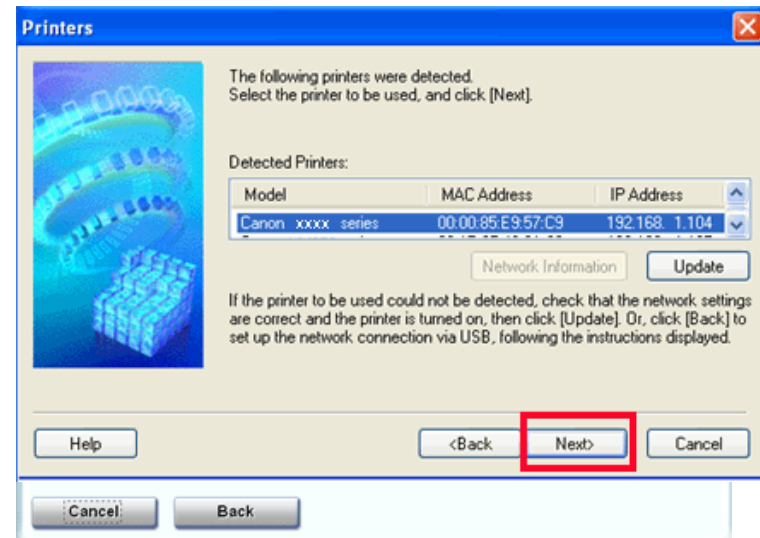 Printers
The following printers were detected.
Select the printer to be used, and click [Next].
Detected Printers:
Model MAC Address IP Address
Canon xxxx series 00:00:85:E9:57:C9 192.168. 1.104
Network Information Update
If the printer to be used could not be detected, check that the network settings
are correct and the printer is turned on, then click [Update]. Or, click [Back] to
set up the network connection via USB, following the instructions displayed.
Help <Back Next> Cancel
Cancel Back